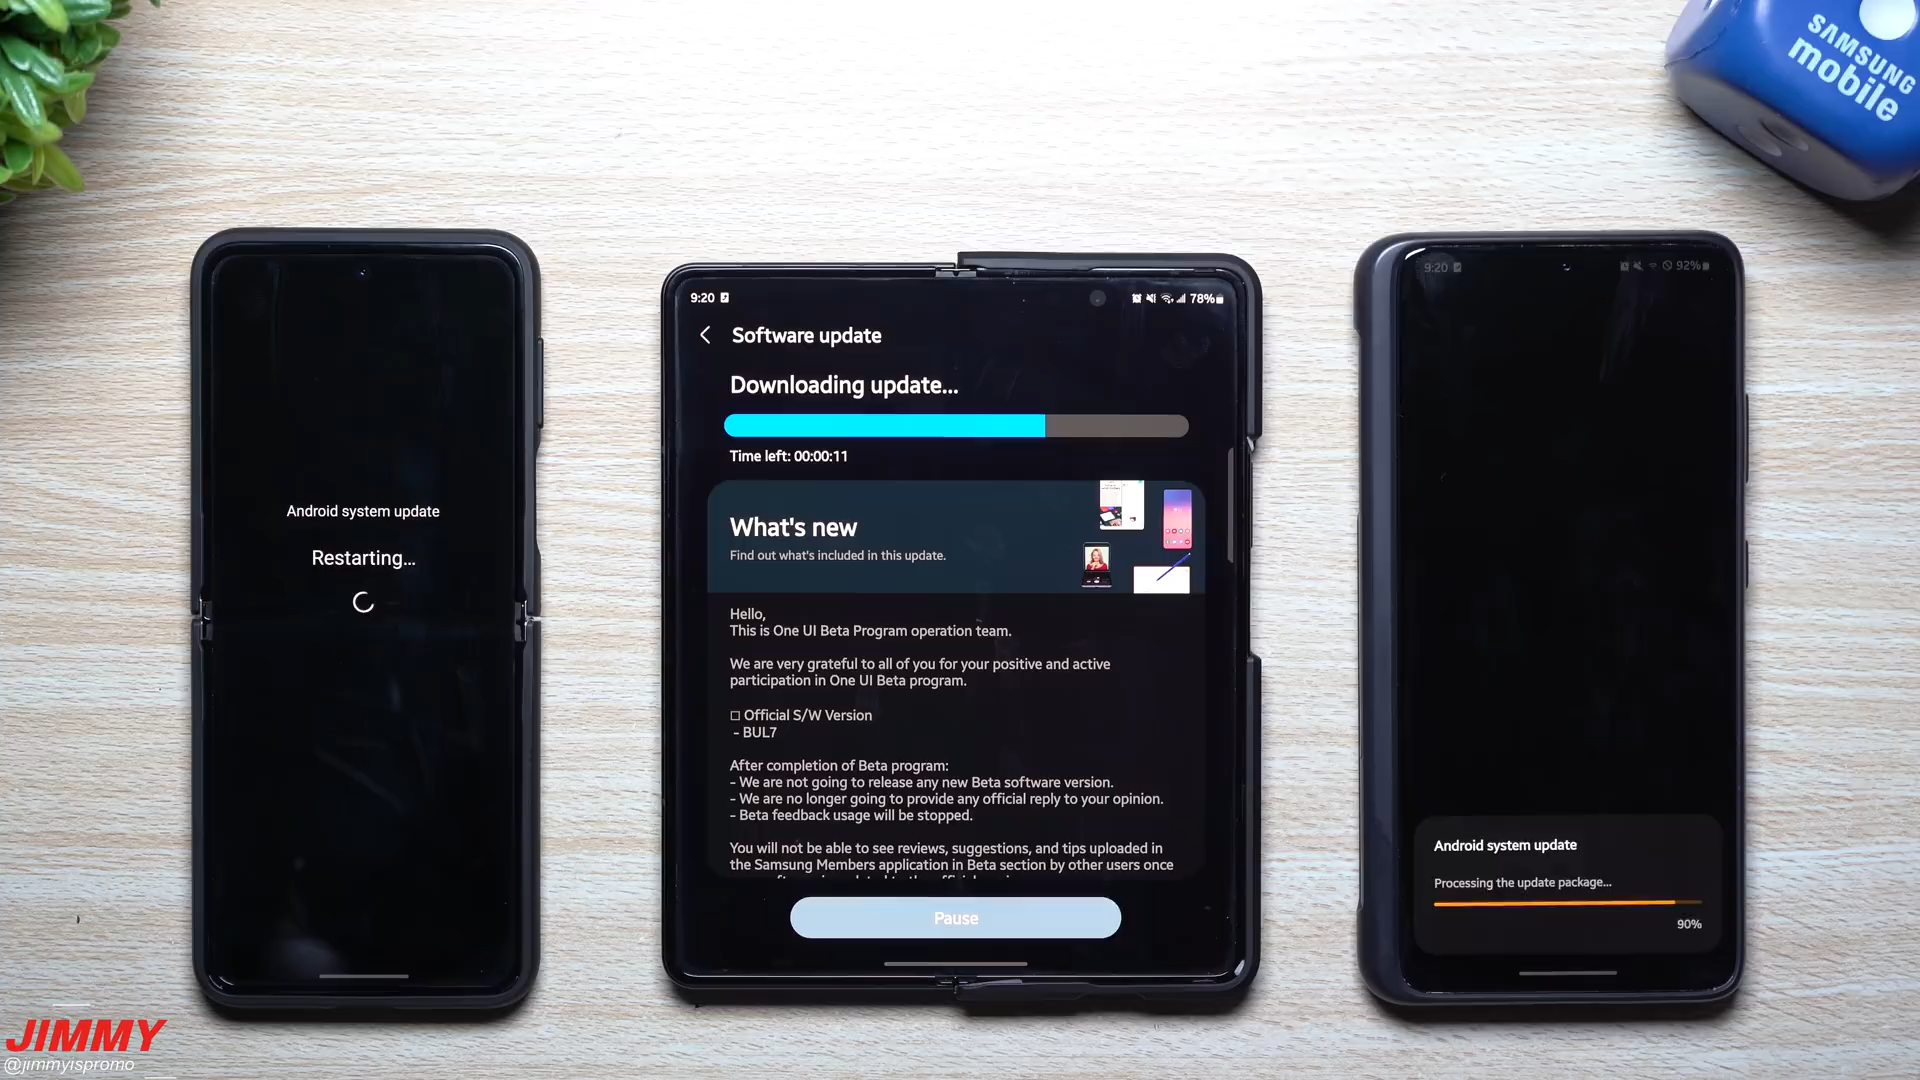 SAMSUNG
mobile
Android system update
Restarting...
9:20
78%
Software update
Downloading update...
Time left: 00:00:11
What's new
Find out what's included in this update.
Hello,
This is One UI Beta Program operation team.
We are very grateful to all of you for your positive and active
participation in One UI Beta program.
□ Official S/W Version
- BUL7
After completion of Beta program:
- We are not going to release any new Beta software version.
- We are no longer going to provide any official reply to your opinion.
- Beta feedback usage will be stopped.
You will not be able to see reviews, suggestions, and tips uploaded in
the Samsung Members application in Beta section by other users once
Pause
9:20
92%
Android system update
Processing the update package...
90%
JIMMY
@jimmyispromo